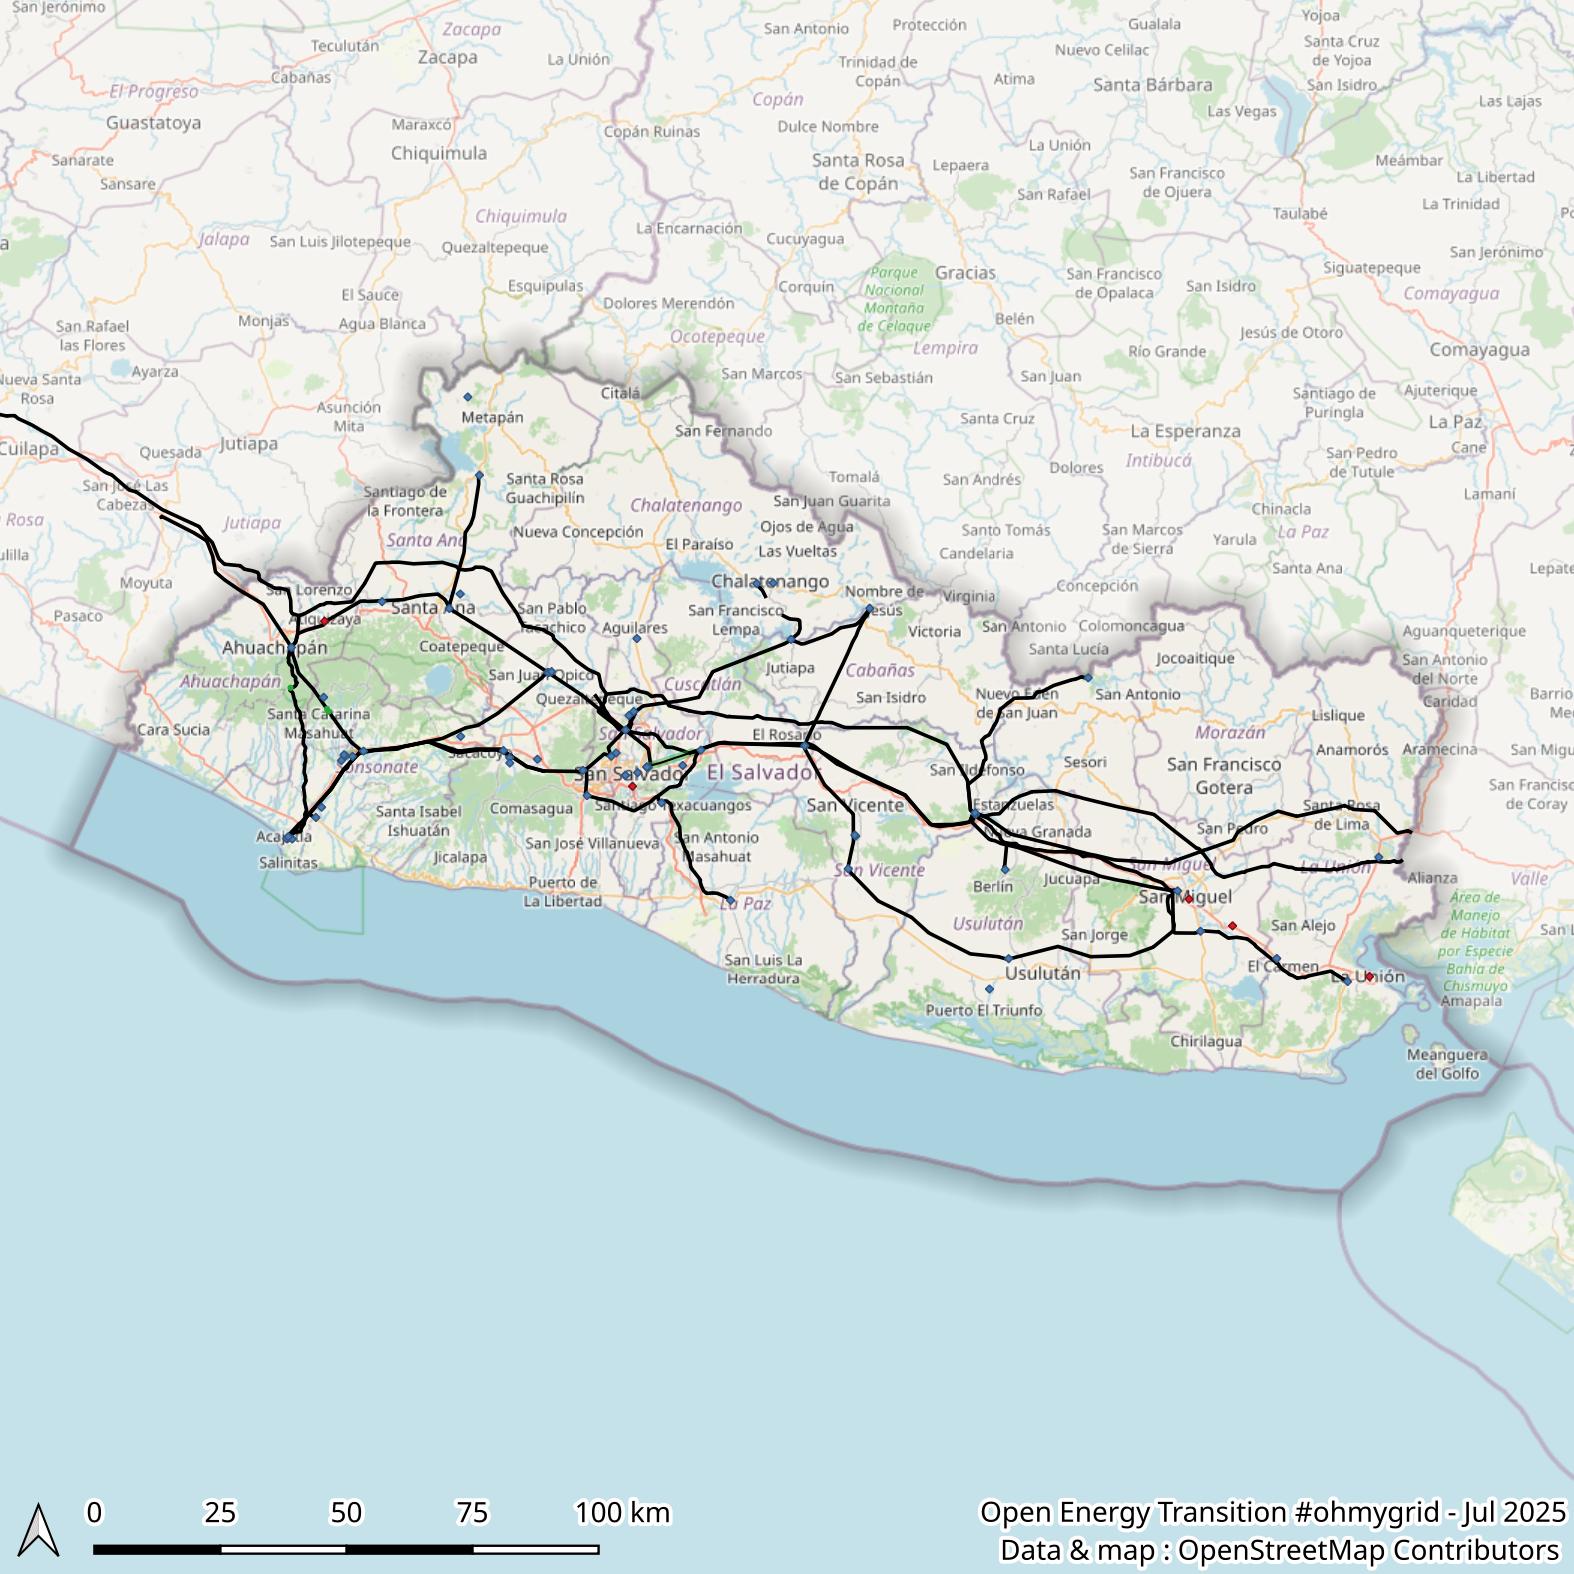 San Jerónimo
Zacapa
San Antonio
Protección
Gualala
Yojoa
Teculután
Zacapa
La Unión
Trinidad de
Copán
Nuevo Celilac
Santa Cruz
de Yojoa
Cabañas
Atima
Santa Bárbara
San Isidro
El Progreso
Copán
Las Vegas
Las Lajas
Guastatoya
Maraxcó
Copán Ruinas
Dulce Nombre
Chiquimula
La Unión
Sanarate
Santa Rosa
de Copán
Lepaera
San Francisco
de Ojuera
Meámbar
La Libertad
Sansare
San Rafael
La Trinidad
Chiquimula
Taulabé
Jalapa
San Luis Jilotepeque
Quezaltepeque
La Encarnación
Cucuyagua
San Jerónimo
Esquipulas
Parque
Nacional
Montaña
de Celaque
Gracias
San Francisco
de Opalaca
San Isidro
Siguatepeque
El Sauce
Dolores Merendón
Corquín
Comayagua
San Rafael
las Flores
Monjas
Agua Blanca
Ocotepeque
Belén
Jesús de Otoro
Lempira
Río Grande
Comayagua
Nueva Santa
Rosa
Ayarza
Citalá
San Marcos
San Sebastián
San Juan
Santiago de
Puringla
Ajuterique
Asunción
Mita
Metapán
San Fernando
Santa Cruz
La Esperanza
La Paz
Cuilapa
Quesada
Jutiapa
Intibucá
San Pedro
de Tutule
Cane
San José Las
Cabezas
Santiago de
la Frontera
Santa Rosa
Guachipilín
Chalatenango
Tomalá
San Andrés
Dolores
Lamaní
Rosa
Jutiapa
San Juan Guarita
Chinacla
La Paz
Santa Ana
Nueva Concepción
Ojos de Agua
Santo Tomás
San Marcos
de Sierra
Yarula
El Paraíso
Las Vueltas
Candelaria
Santa Ana
Moyuta
San Lorenzo
Chalatenango
Nombre de
Jesús
Virginia
Concepción
Pasaco
Atiquizaya
Santa Ana
San Pablo
Tacachico
Aguilares
San Francisco
Lempa
Victoria
San Antonio
Colomoncagua
Aguanqueterique
Ahuachapán
Coatepeque
Santa Lucía
Jocoaitique
San Antonio
del Norte
Ahuachapán
San Juan Opico
Cuscatlán
Jutiapa
Cabañas
Caridad
Quezaltepeque
San Isidro
Nuevo Edén
de San Juan
San Antonio
Cara Sucia
Santa Catarina
Masahuat
Lislique
San Salvador
El Rosario
Morazán
Anamorós
Aramecina
Sacacoyo
Sonsonate
San Salvador
El Salvador
San Ildefonso
Sesori
San Francisco
Gotera
Santa Isabel
Ishuatán
Comasagua
Santiago Texacuangos
San Vicente
Estanzuelas
Santa Rosa
de Lima
San Francisco
de Coray
Acajutla
Nueva Granada
San Pedro
Salinitas
Jicalapa
San José Villanueva
San Antonio
Masahuat
San Vicente
San Miguel
La Unión
Alianza
Valle
Puerto de
La Libertad
La Paz
Berlín
Jucuapa
San Miguel
Área de
Manejo
de Hábitat
por Especie
Bahía de
Chismuyo
Usulután
San Jorge
San Alejo
San Luis La
Herradura
Usulután
El Carmen
La Unión
Puerto El Triunfo
Amapala
Chirilagua
Meanguera
del Golfo
0 25 50 75 100 km
Open Energy Transition #ohmygrid - Jul 2025
Data & map : OpenStreetMap Contributors